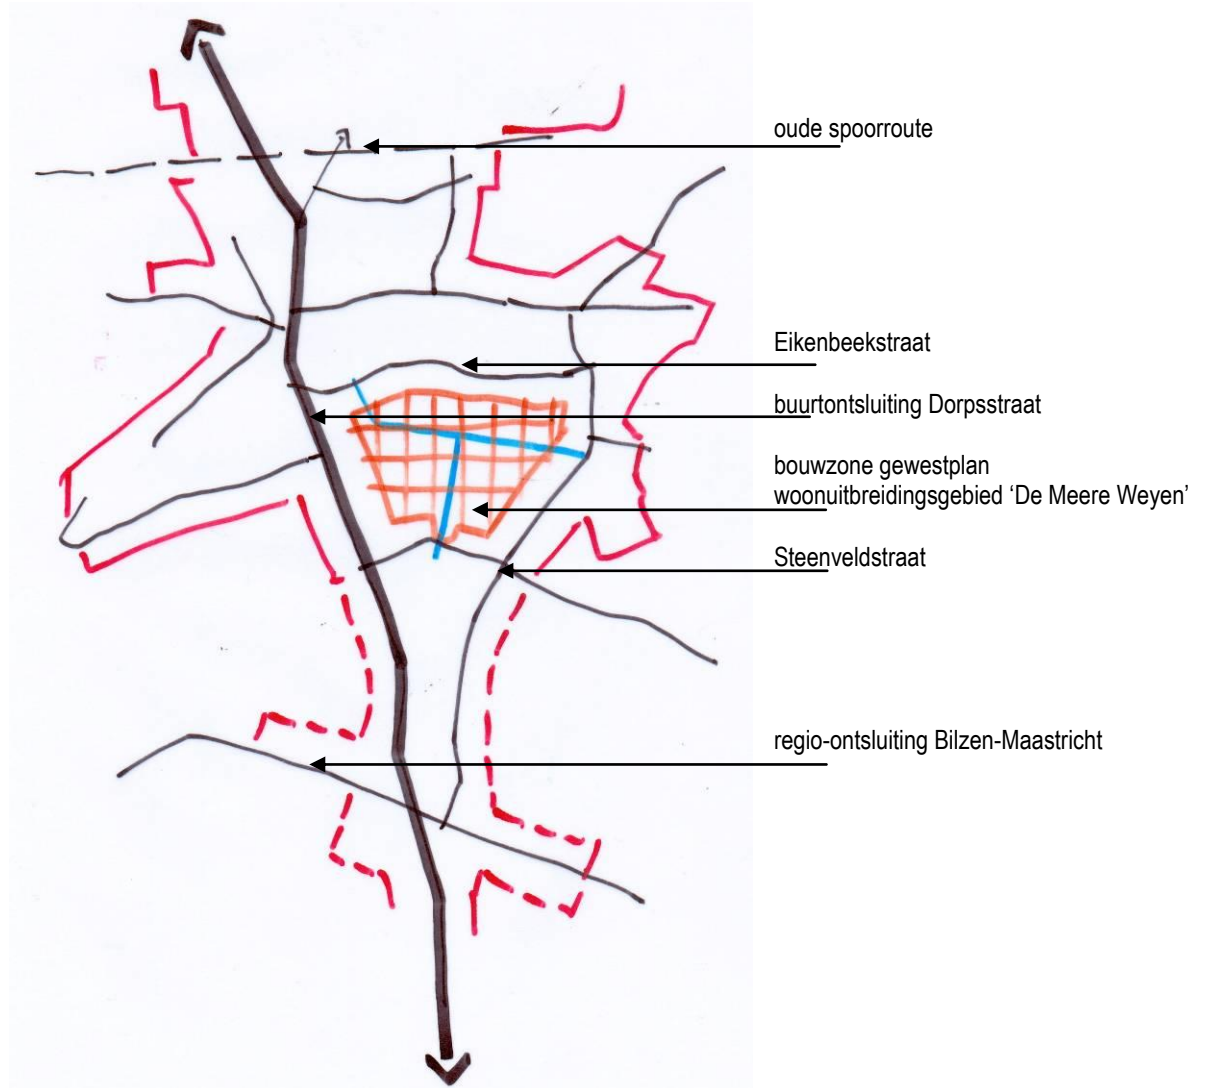 oude spoorroute
Eikenbeekstraat
buurtontsluiting Dorpsstraat
bouwzone gewestplan
woonuitbreidingsgebied ‘De Meere Weyen’
Steenveldstraat
regio-ontsluiting Bilzen-Maastricht